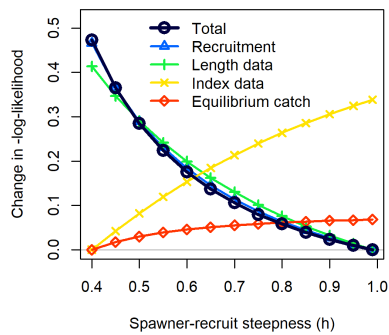 Total
Recruitment
Length data
Index data
Equilibrium catch
Change in -log-likelihood
0.5
0.4
0.3
0.2
0.1
0.0
0.4 0.5 0.6 0.7 0.8 0.9 1.0
Spawner-recruit steepness (h)